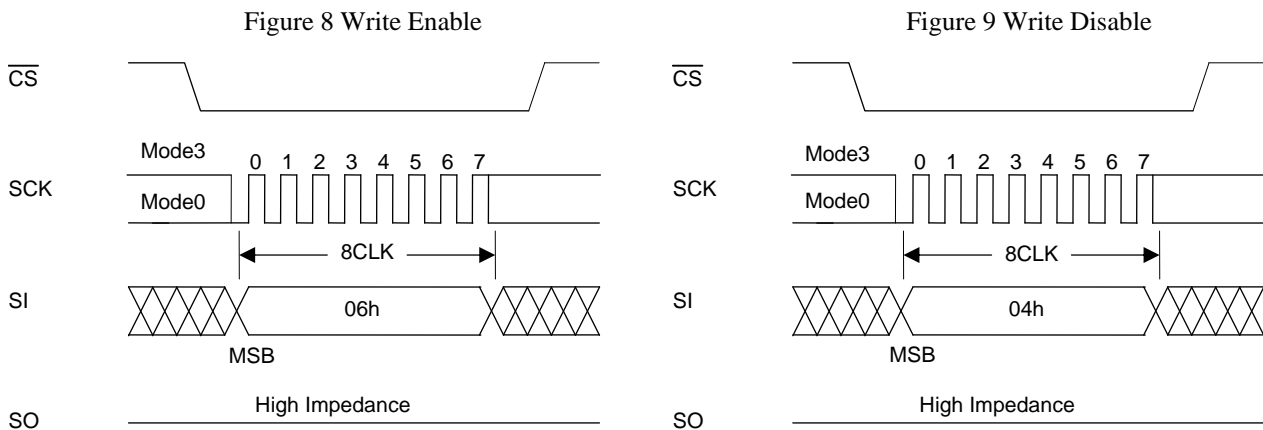 Figure 8 Write Enable
CS
Mode3
0 1 2 3 4 5 6 7
SCK
Mode0
8CLK
SI
06h
MSB
High Impedance
SO
Figure 9 Write Disable
CS
Mode3
0 1 2 3 4 5 6 7
SCK
Mode0
8CLK
SI
04h
MSB
High Impedance
SO